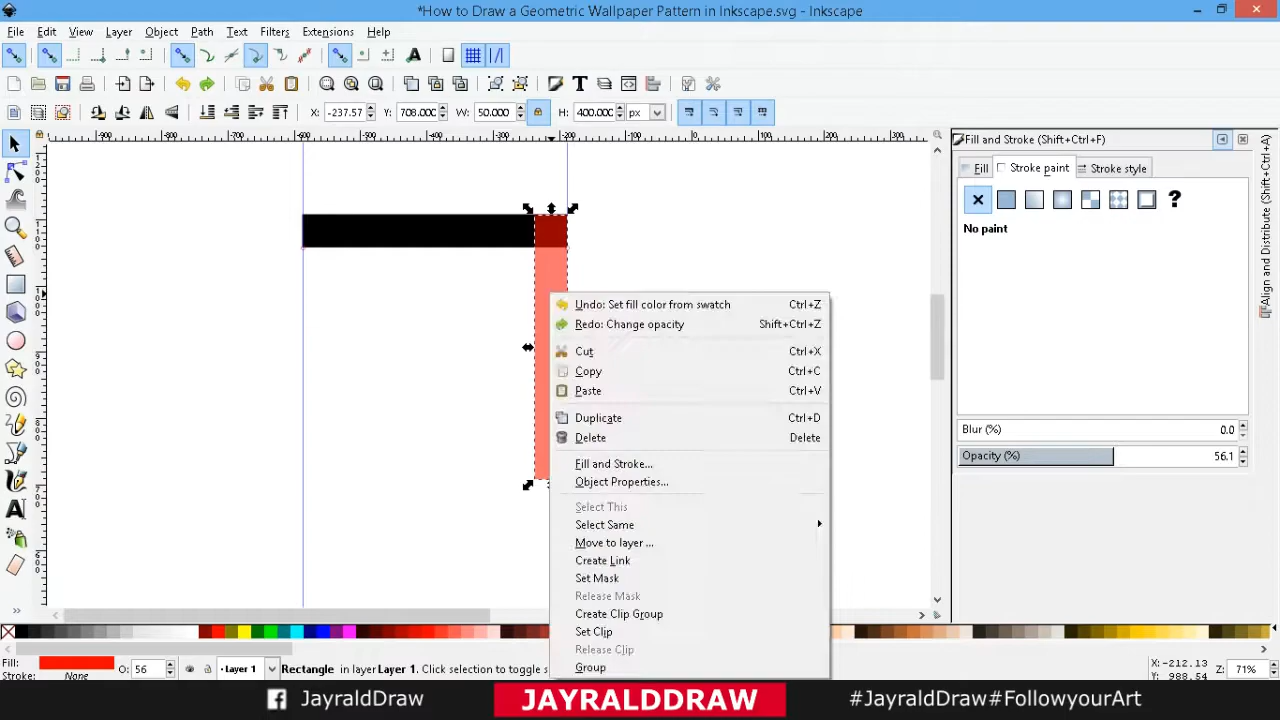 *How to Draw a Geometric Wallpaper Pattern in Inkscape.svg - Inkscape
File Edit View Layer Object Path Text Filters Extensions Help
X: -237.57 Y: 708.000 W: 50.000 H: 400.000 px
Fill and Stroke (Shift+Ctrl+F)
Fill Stroke paint Stroke style
No paint
Blur (%) 0.0
Opacity (%) 56.1
Align and Distribute (Shift+Ctrl+A)
Undo: Set fill color from swatch Ctrl+Z
Redo: Change opacity Shift+Ctrl+Z
Cut Ctrl+X
Copy Ctrl+C
Paste Ctrl+V
Duplicate Ctrl+D
Delete Delete
Fill and Stroke...
Object Properties...
Select This
Select Same
Move to layer ...
Create Link
Set Mask
Release Mask
Create Clip Group
Set Clip
Release Clip
Group
Fill: O: 56 Layer 1 Rectangle in layer Layer 1. Click selection to toggle s X: -212.13 Z: 71%
Stroke: Y: 988.54
JayraldDraw JAYRALDDRAW #JayraldDraw#FollowyourArt